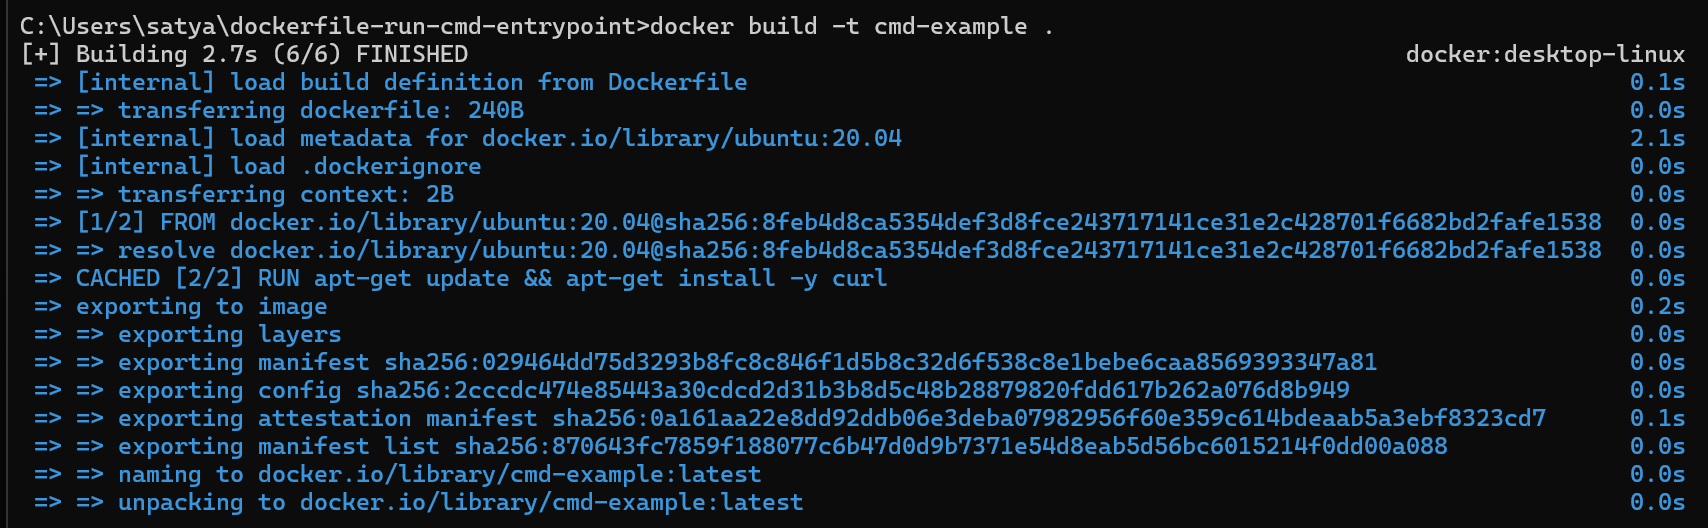 C:\Users\satya\dockerfile-run-cmd-entrypoint>docker build -t cmd-example .
[+] Building 2.7s (6/6) FINISHED docker:desktop-linux
=> [internal] load build definition from Dockerfile 0.1s
=> => transferring dockerfile: 240B 0.0s
=> [internal] load metadata for docker.io/library/ubuntu:20.04 2.1s
=> [internal] load .dockerignore 0.0s
=> => transferring context: 2B 0.0s
=> [1/2] FROM docker.io/library/ubuntu:20.04@sha256:8feb4d8ca5354def3d8fce243717141ce31e2c428701f6682bd2fafe1538 0.0s
=> => resolve docker.io/library/ubuntu:20.04@sha256:8feb4d8ca5354def3d8fce243717141ce31e2c428701f6682bd2fafe1538 0.0s
=> CACHED [2/2] RUN apt-get update && apt-get install -y curl 0.0s
=> exporting to image 0.2s
=> => exporting layers 0.0s
=> => exporting manifest sha256:029464dd75d3293b8fc8c846f1d5b8c32d6f538c8e1bebe6caa8569393347a81 0.0s
=> => exporting config sha256:2cccdc474e85443a30cdcd2d31b3b8d5c48b28879820fdd617b262a076d8b949 0.0s
=> => exporting attestation manifest sha256:0a161aa22e8dd92ddb06e3deba07982956f60e359c614bdeaab5a3ebf8323cd7 0.1s
=> => exporting manifest list sha256:870643fc7859f188077c6b47d0d9b7371e54d8eab5d56bc6015214f0dd00a088 0.0s
=> => naming to docker.io/library/cmd-example:latest 0.0s
=> => unpacking to docker.io/library/cmd-example:latest 0.0s